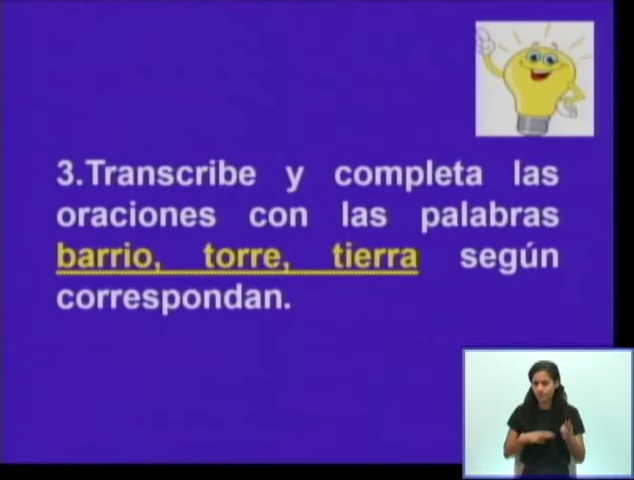 3.Transcribe y completa las
oraciones con las palabras
barrio, torre, tierra según
correspondan.